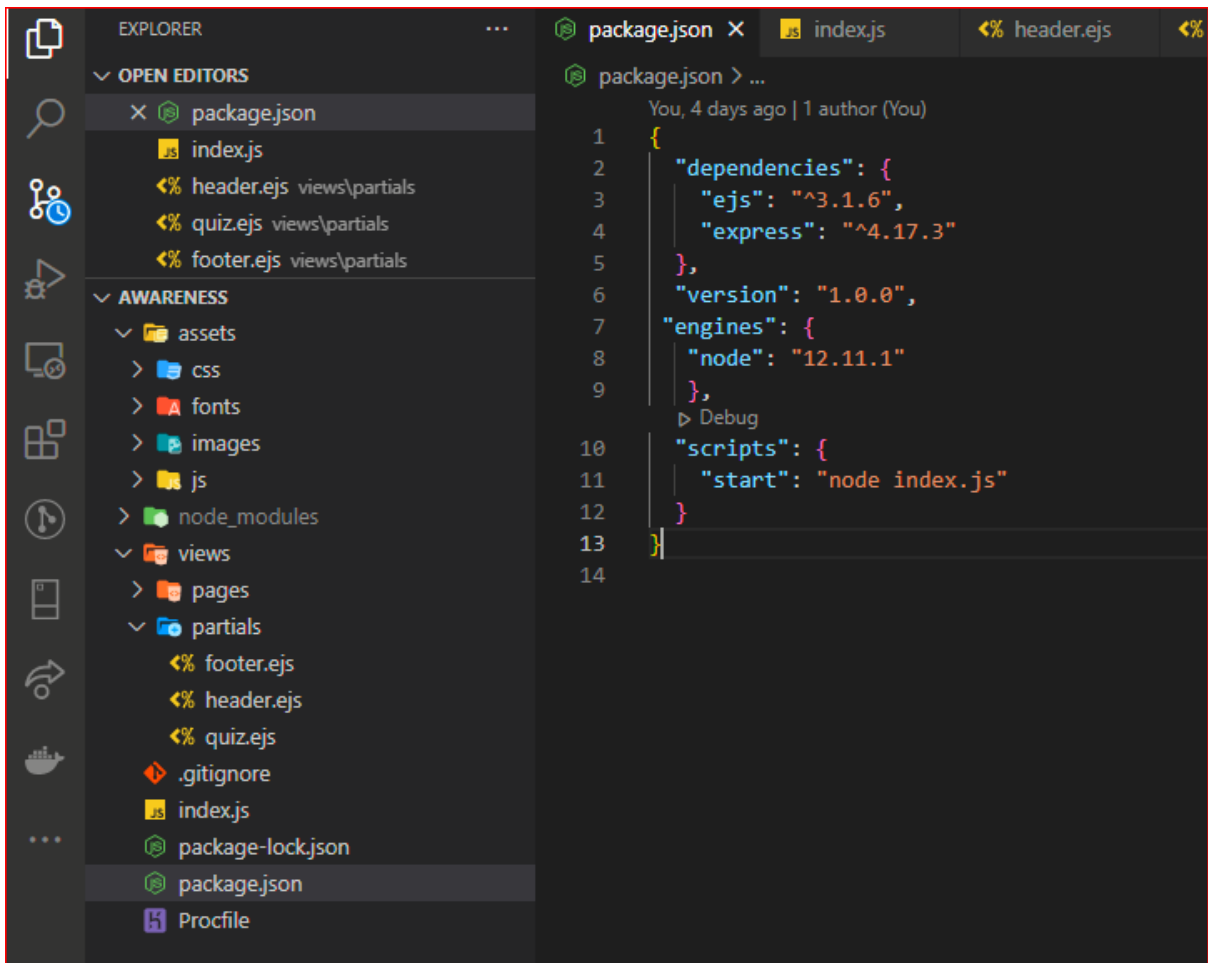 EXPLORER ...
OPEN EDITORS
package.json
index.js
header.ejs views\partials
quiz.ejs views\partials
footer.ejs views\partials
AWARENESS
assets
css
fonts
images
js
node_modules
views
pages
partials
footer.ejs
header.ejs
quiz.ejs
.gitignore
index.js
package-lock.json
package.json
Procfile
package.json index.js header.ejs
package.json > ...
You, 4 days ago | 1 author (You)
1 {
2 "dependencies": {
3 "ejs": "^3.1.6",
4 "express": "^4.17.3"
5 },
6 "version": "1.0.0",
7 "engines": {
8 "node": "12.11.1"
9 },
Debug
10 "scripts": {
11 "start": "node index.js"
12 }
13 }
14